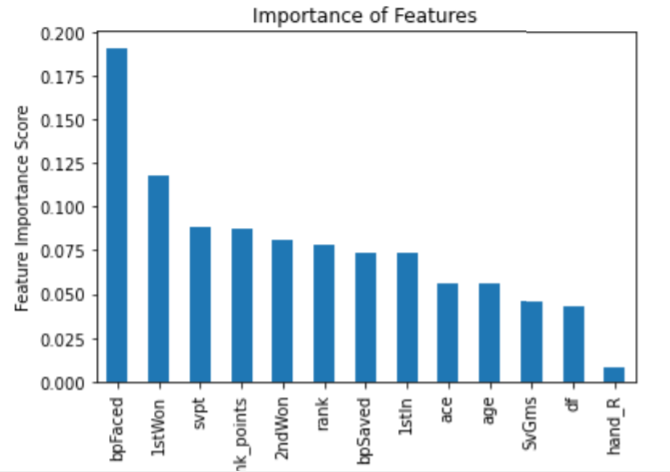 Importance of Features
Feature Importance Score
0.200
0.175
0.150
0.125
0.100
0.075
0.050
0.025
0.000
bpFaced
1stWon
svpt
nk_points
2ndWon
rank
bpSaved
1stIn
ace
age
SvGms
df
hand_R